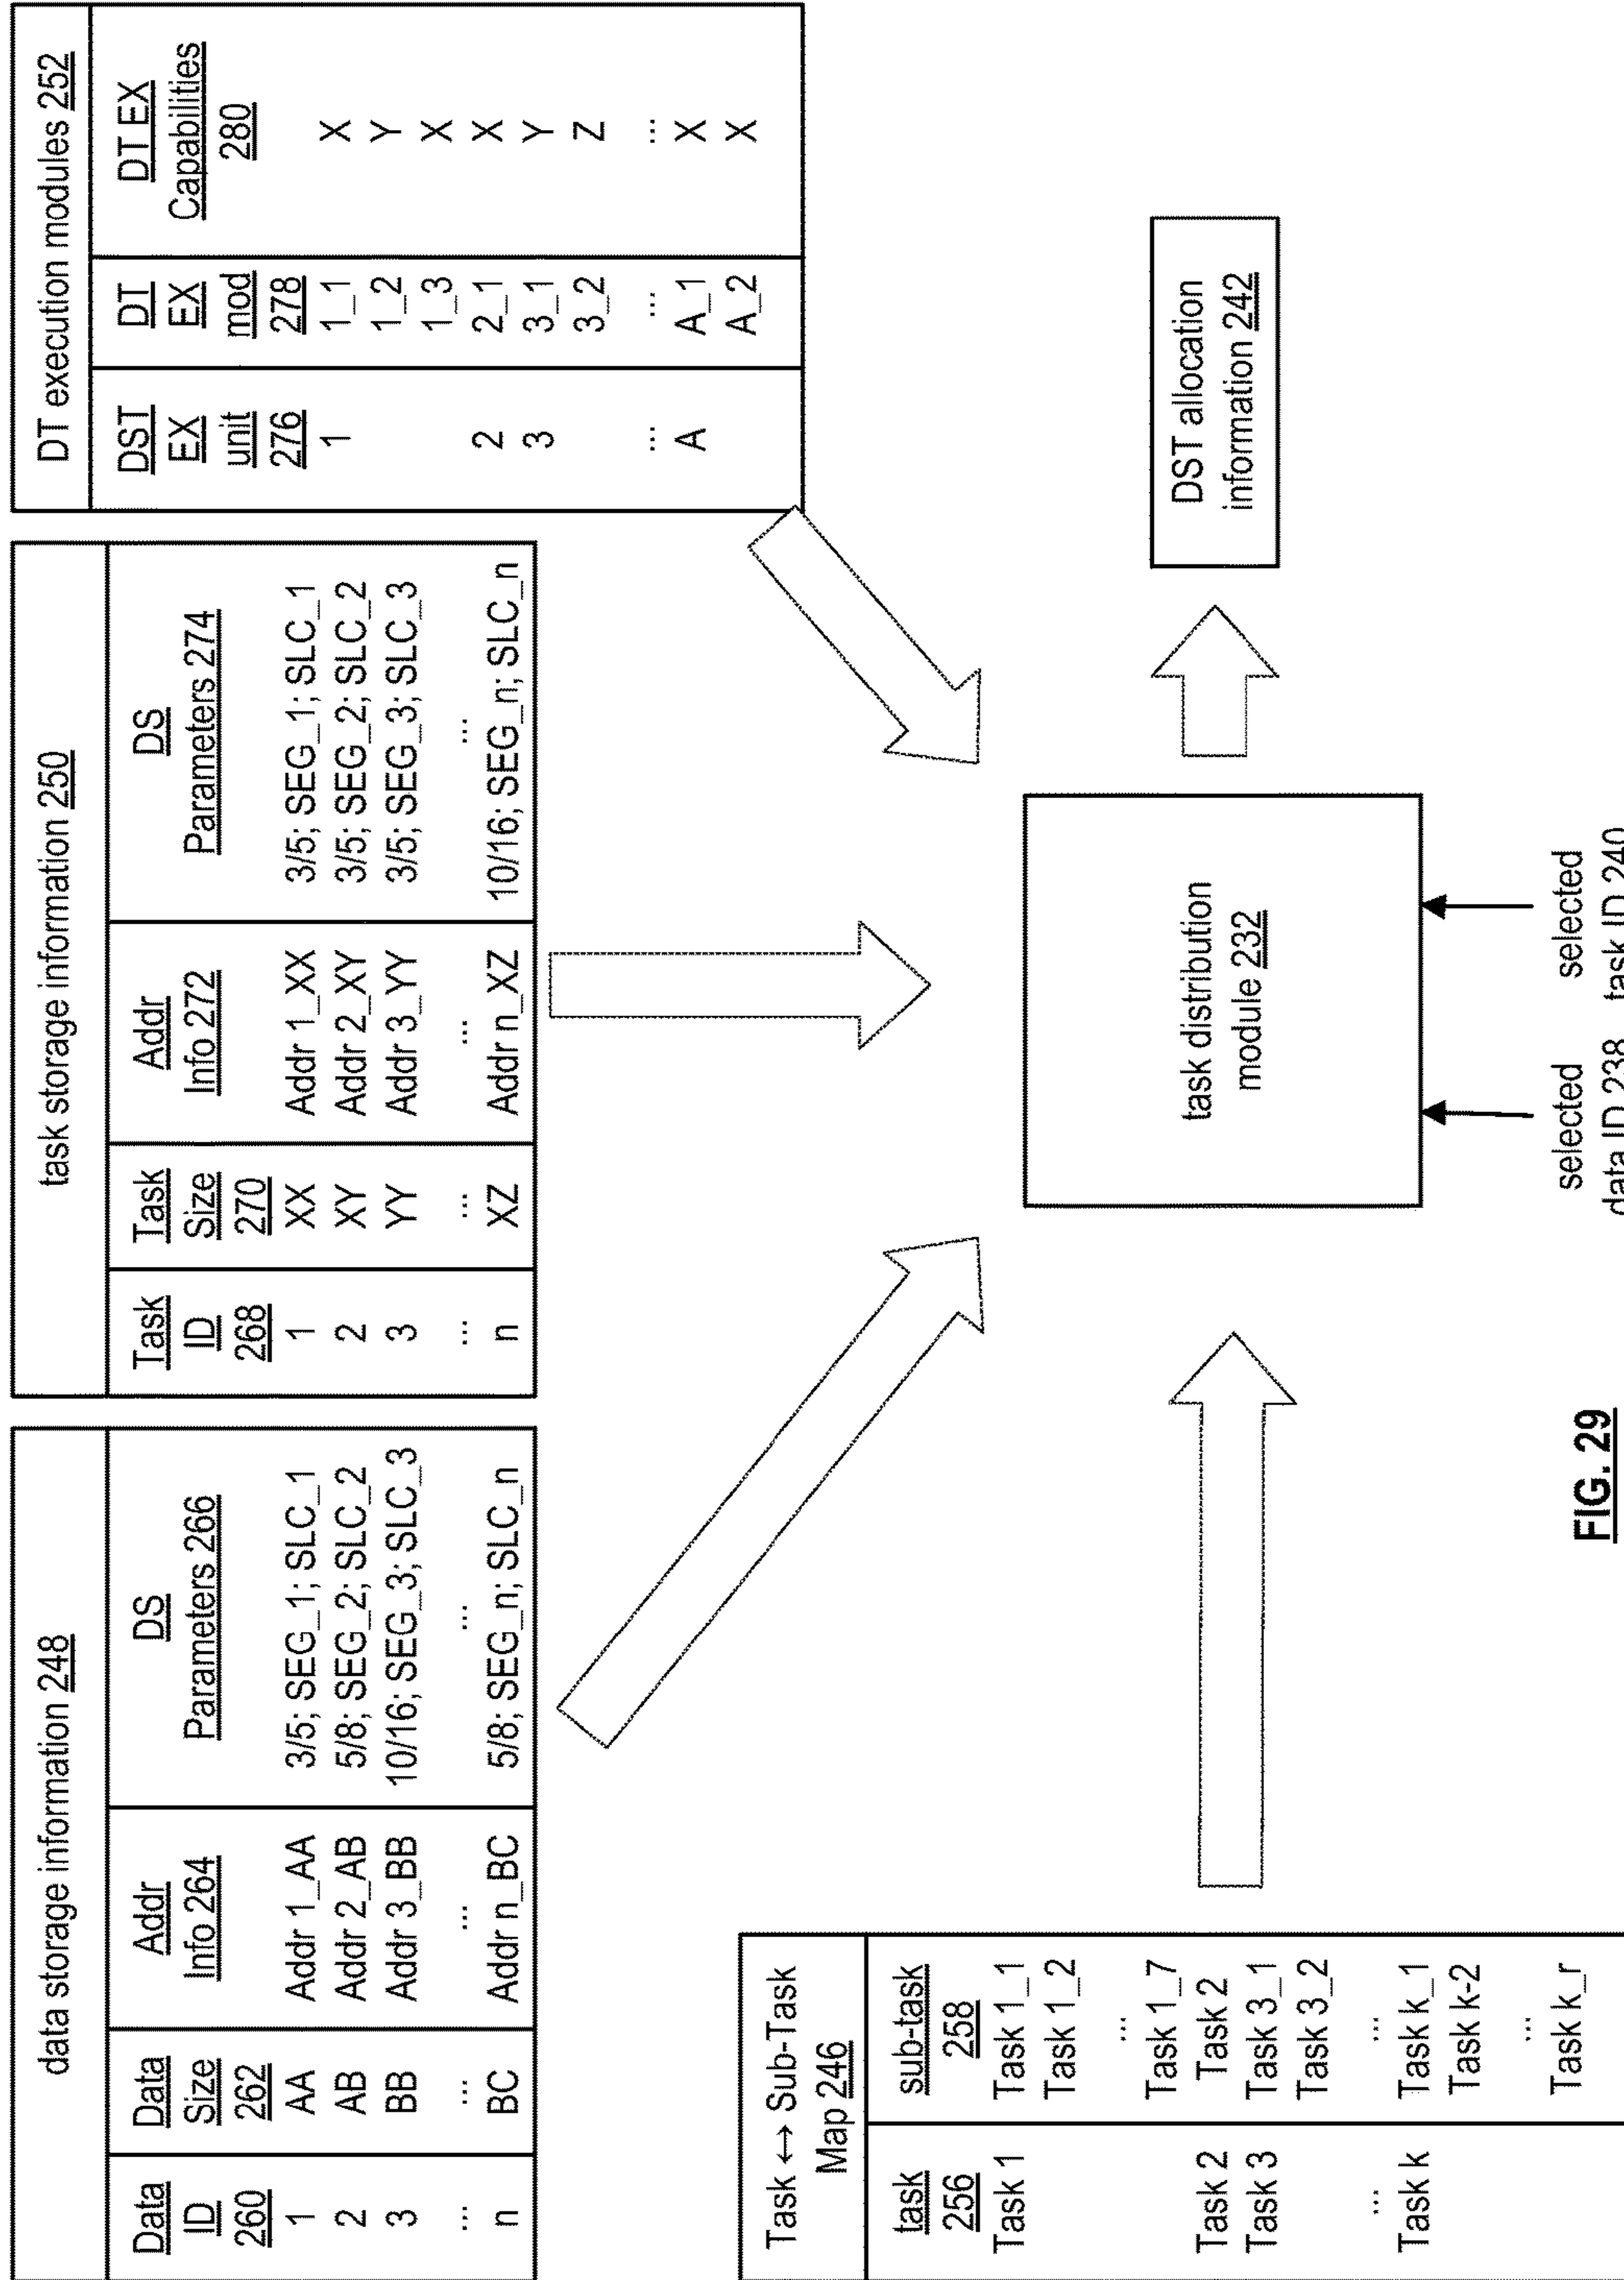 data storage information 248
Data ID 260 Data Size 262 Addr Info 264 DS Parameters 266
1 AA Addr 1_AA 3/5; SEG_1; SLC_1
2 AB Addr 2_AB 5/8; SEG_2; SLC_2
3 BB Addr 3_BB 10/16; SEG_3; SLC_3
... ... ... ...
n BC Addr n_BC 5/8; SEG_n; SLC_n
task storage information 250
Task ID 268 Task Size 270 Addr Info 272 DS Parameters 274
1 XX Addr 1_XX 3/5; SEG_1; SLC_1
2 XY Addr 2_XY 3/5; SEG_2; SLC_2
3 YY Addr 3_YY 3/5; SEG_3; SLC_3
... ... ... ...
n XZ Addr n_XZ 10/16; SEG_n; SLC_n
DT execution modules 252
DST EX unit 276 DT EX mod 278 DT EX Capabilities 280
1 1_1 X
1_2 Y
1_3 X
2 2_1 X
3 3_1 Y
3_2 Z
... ... ...
A A_1 X
A_2 X
Task ↔ Sub-Task
Map 246
task 256 sub-task 258
Task 1 Task 1_1
Task 1_2
...
Task 1_7
Task 2 Task 2
Task 3 Task 3_1
Task 3_2
... ...
Task k Task k_1
Task k-2
...
Task k_r
task distribution
module 232
DST allocation
information 242
selected
data ID 238
selected
task ID 240
FIG. 29